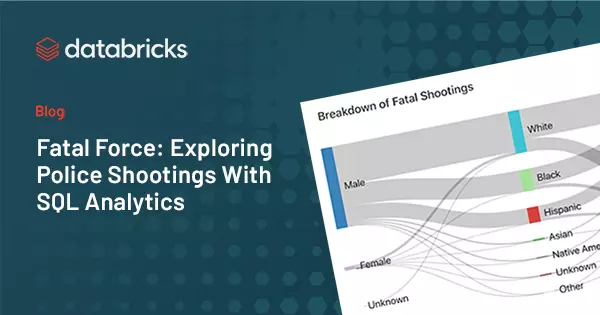 databricks
Blog
Fatal Force: Exploring
Police Shootings With
SQL Analytics
Breakdown of Fatal Shootings
Male
Female
Unknown
White
Black
Hispanic
Asian
Native Ame
Unknown
Other